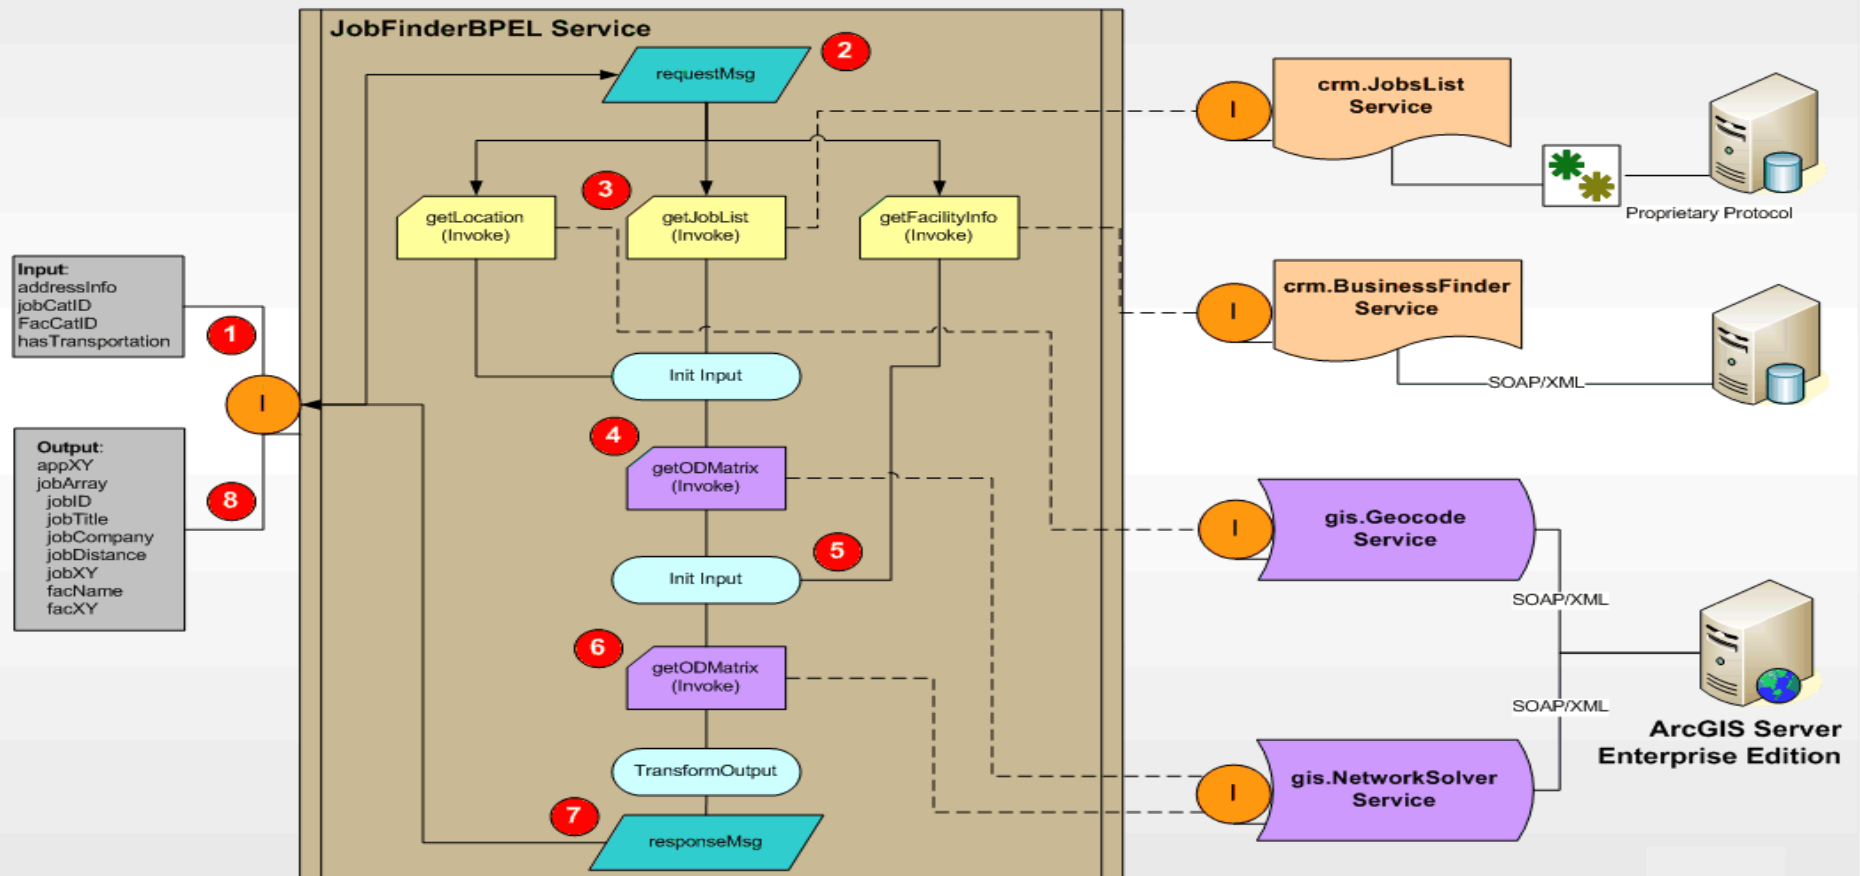 JobFinderBPEL Service
2
requestMsg
crm.JobsList
Service
I
Proprietary Protocol
3
getLocation
(Invoke)
getJobList
(Invoke)
getFacilityInfo
(Invoke)
Input:
addressInfo
jobCatID
FacCatID
hasTransportation
1
I
crm.BusinessFinder
Service
I
SOAP/XML
Init Input
4
getODMatrix
(Invoke)
Output:
appXY
jobArray
jobID
jobTitle
jobCompany
jobDistance
jobXY
facName
facXY
8
gis.Geocode
Service
I
5
Init Input
SOAP/XML
6
getODMatrix
(Invoke)
SOAP/XML
ArcGIS Server
Enterprise Edition
TransformOutput
gis.NetworkSolver
Service
I
7
responseMsg